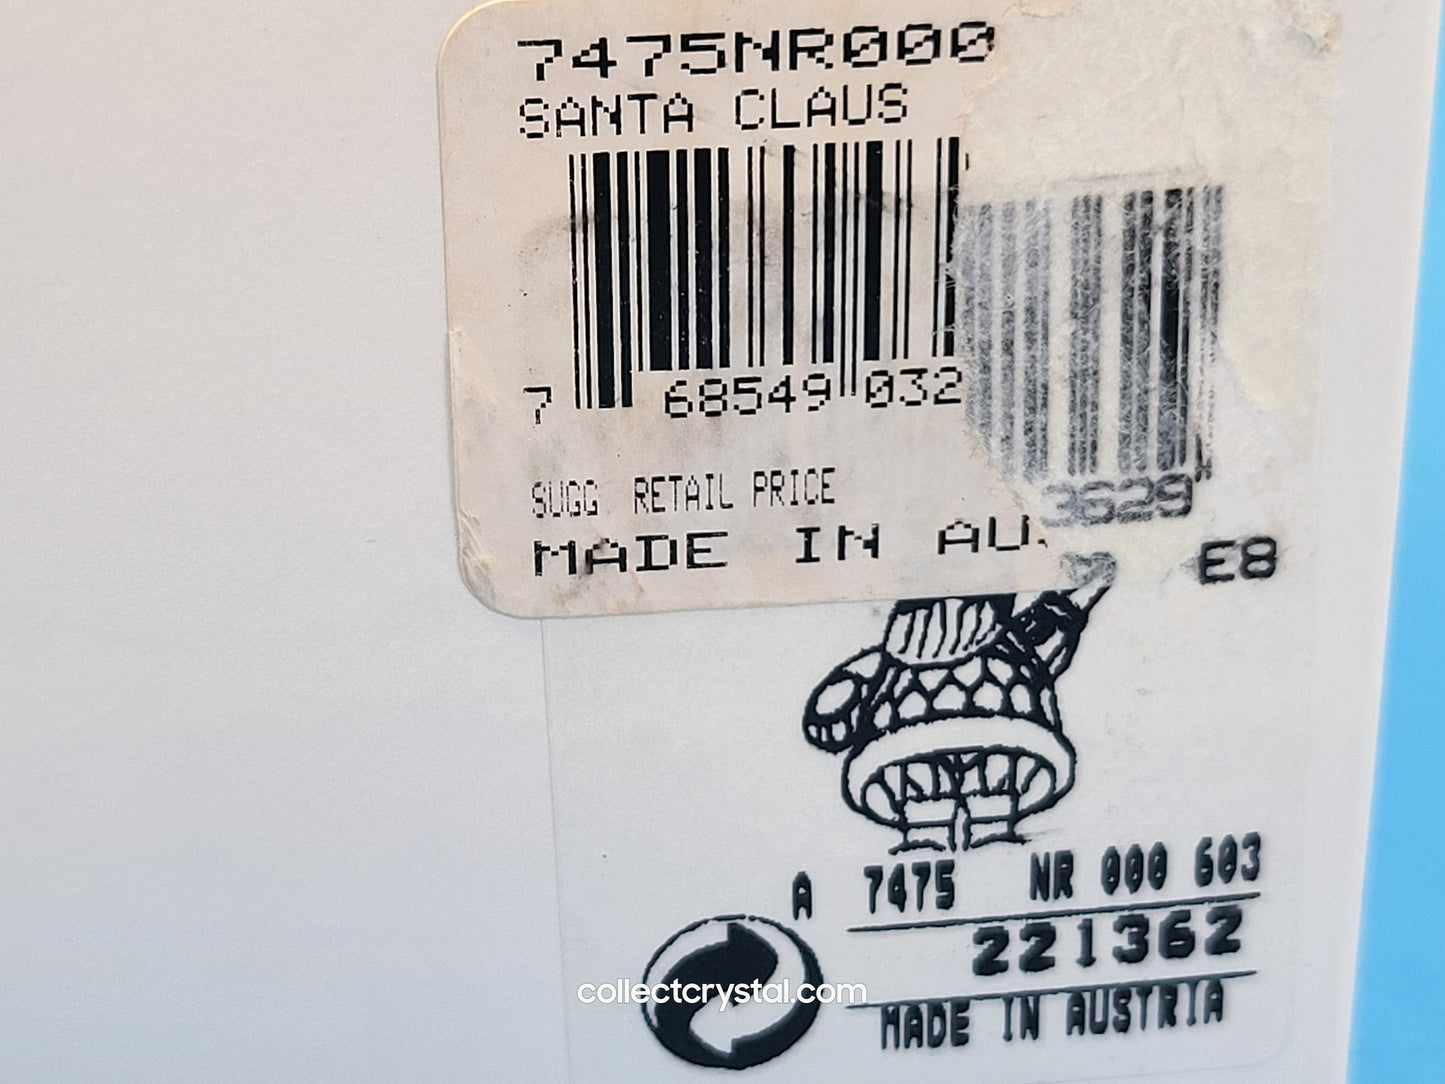 7475NR000
SANTA CLAUS
7 68549 032
3629
SUGG RETAIL PRICE
MADE IN
E8
A 7475 NR 000 603
221362
collectcrystal.com
MADE IN AUSTRIA